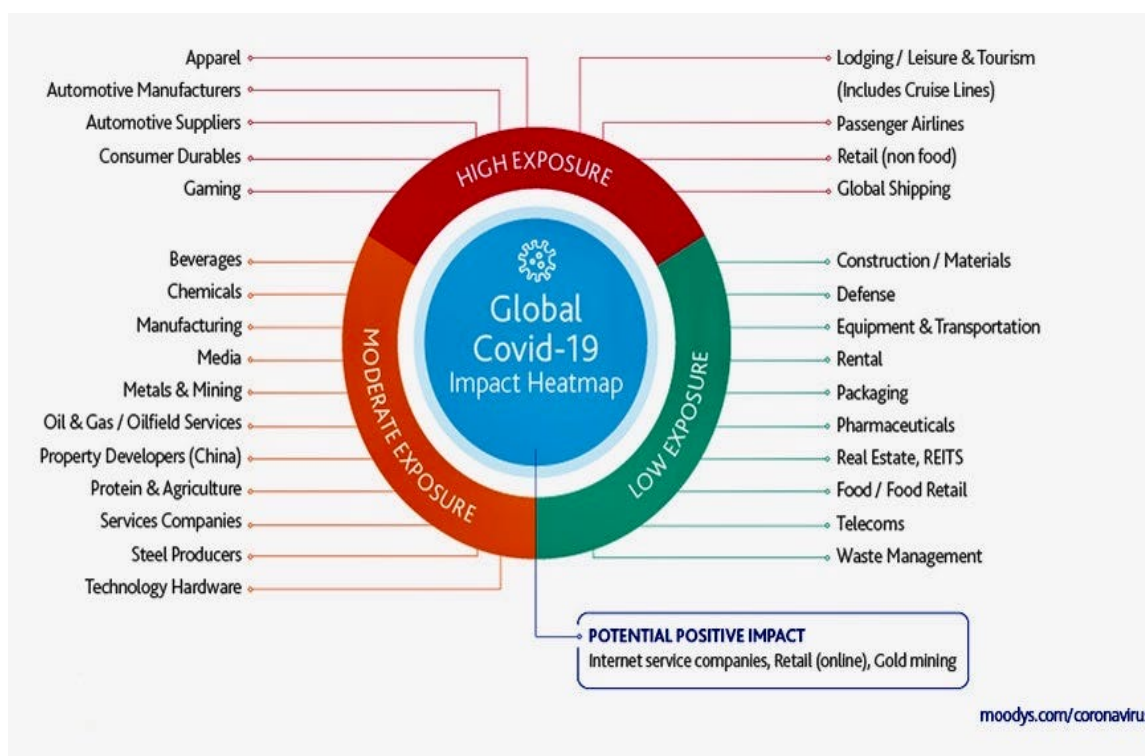 Apparel
Automotive Manufacturers
Automotive Suppliers
Consumer Durables
Gaming
Lodging / Leisure & Tourism
(Includes Cruise Lines)
Passenger Airlines
Retail (non food)
Global Shipping
HIGH EXPOSURE
Beverages
Chemicals
Manufacturing
Media
Metals & Mining
Oil & Gas / Oilfield Services
Property Developers (China)
Protein & Agriculture
Services Companies
Steel Producers
Technology Hardware
MODERATE EXPOSURE
Global
Covid-19
Impact Heatmap
LOW EXPOSURE
Construction / Materials
Defense
Equipment & Transportation
Rental
Packaging
Pharmaceuticals
Real Estate, REITS
Food / Food Retail
Telecoms
Waste Management
POTENTIAL POSITIVE IMPACT
Internet service companies, Retail (online), Gold mining
moodys.com/coronaviru